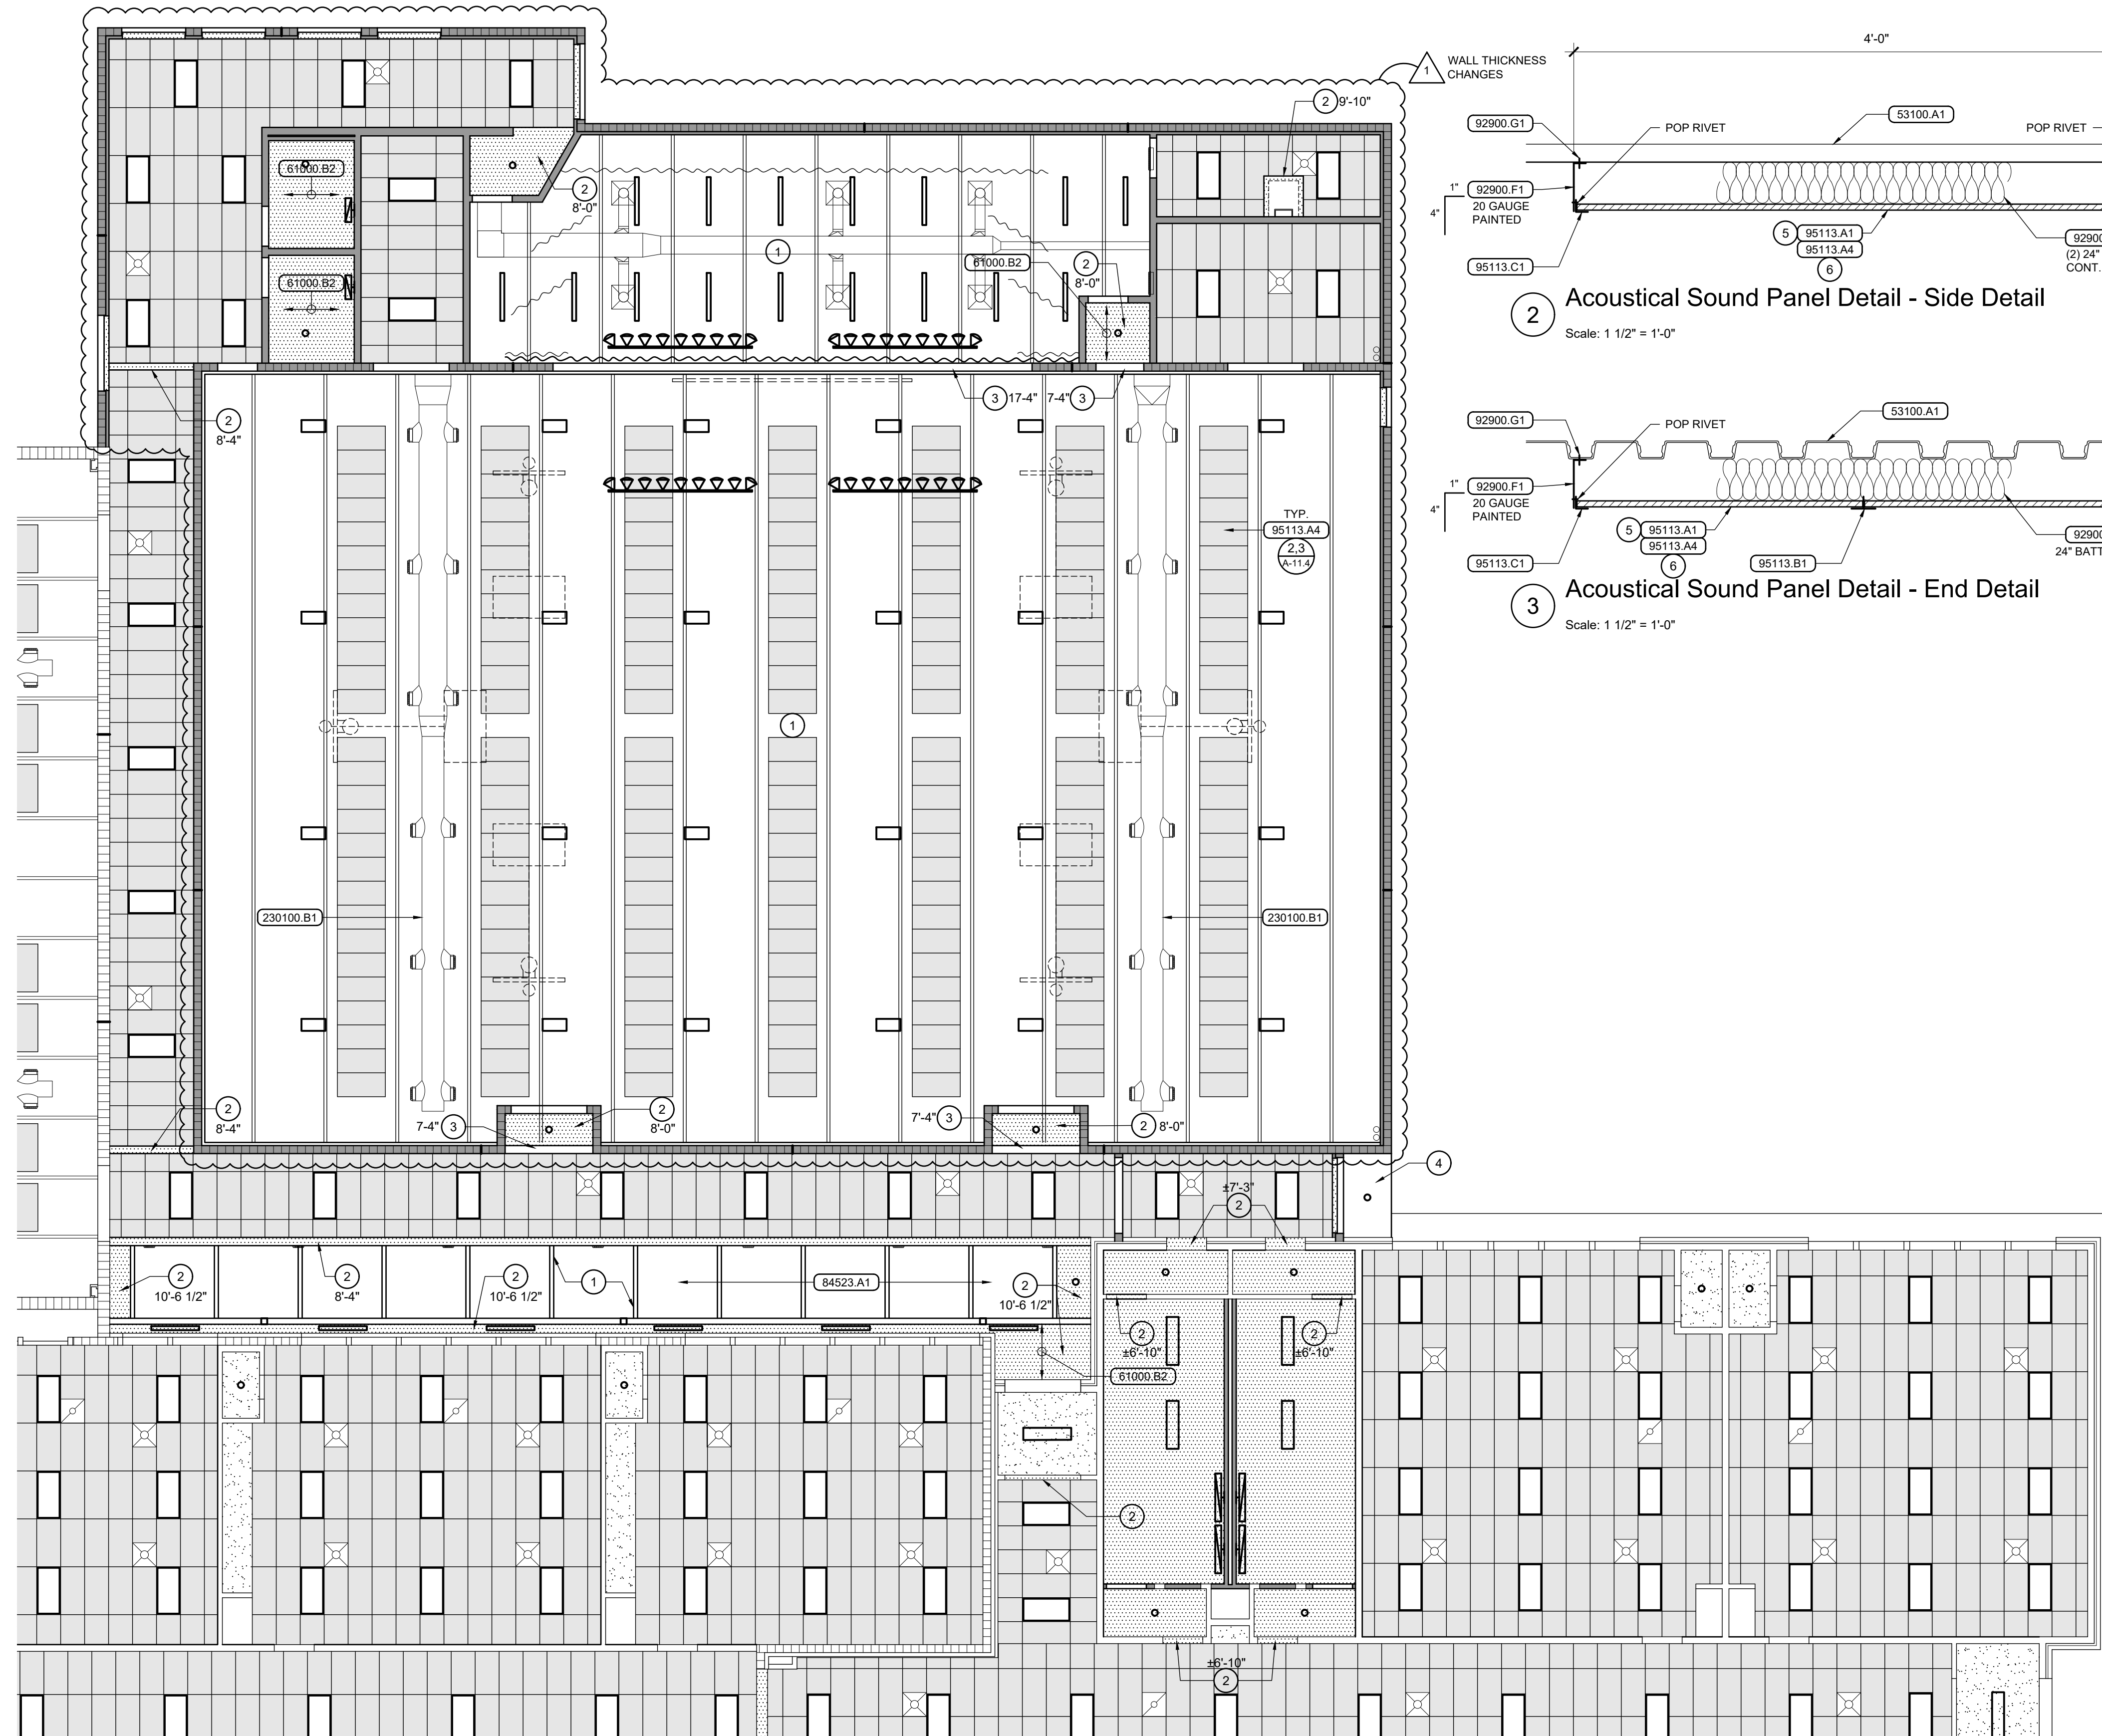 1
WALL THICKNESS
CHANGES
2
9'-10"
61000.B2
2
8'-0"
1
61000.B2
61000.B2
2
8'-0"
2
8'-4"
3
17-4"
7-4"
3
TYP.
95113.A4
2,3
A-11.4
1
230100.B1
230100.B1
2
8'-4"
7-4"
3
2
8'-0"
7'-4"
3
2
8'-0"
4
±7'-3"
2
2
10'-6 1/2"
2
8'-4"
2
10'-6 1/2"
1
84523.A1
2
10'-6 1/2"
2
±6'-10"
2
±6'-10"
61000.B2
2
±6'-10"
2
4'-0"
92900.G1
POP RIVET
53100.A1
POP RIVET
1"
4"
92900.F1
20 GAUGE
PAINTED
5
95113.A1
95113.A4
6
(2) 24"
CONT.
95113.C1
2
Acoustical Sound Panel Detail - Side Detail
Scale: 1 1/2" = 1'-0"
92900.G1
POP RIVET
53100.A1
1"
4"
92900.F1
20 GAUGE
PAINTED
5
95113.A1
95113.A4
6
95113.B1
24" BATT
95113.C1
3
Acoustical Sound Panel Detail - End Detail
Scale: 1 1/2" = 1'-0"